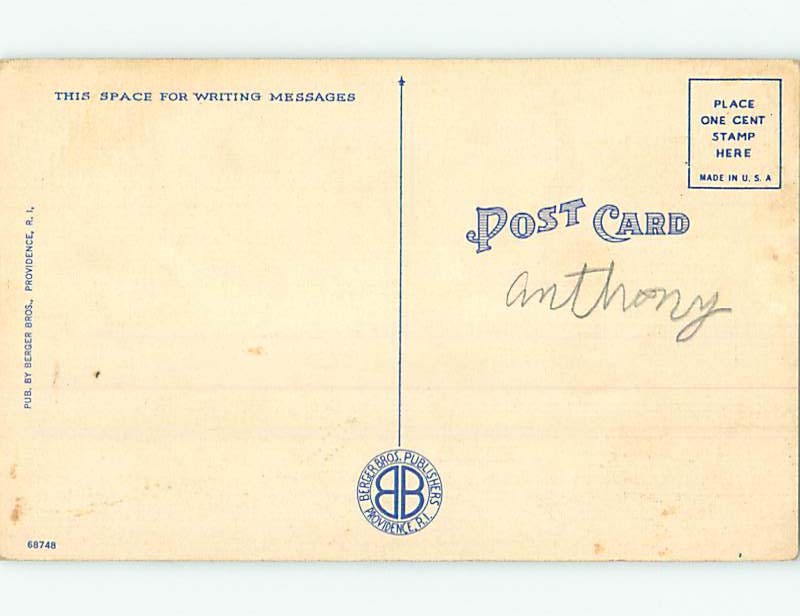 THIS SPACE FOR WRITING MESSAGES
PUB. BY BERGER BROS., PROVIDENCE, R. I.
68748
BERGER BROS. PUBLISHERS
BB
PROVIDENCE, R.I.
PLACE
ONE CENT
STAMP
HERE
MADE IN U. S. A
POST CARD
anthony